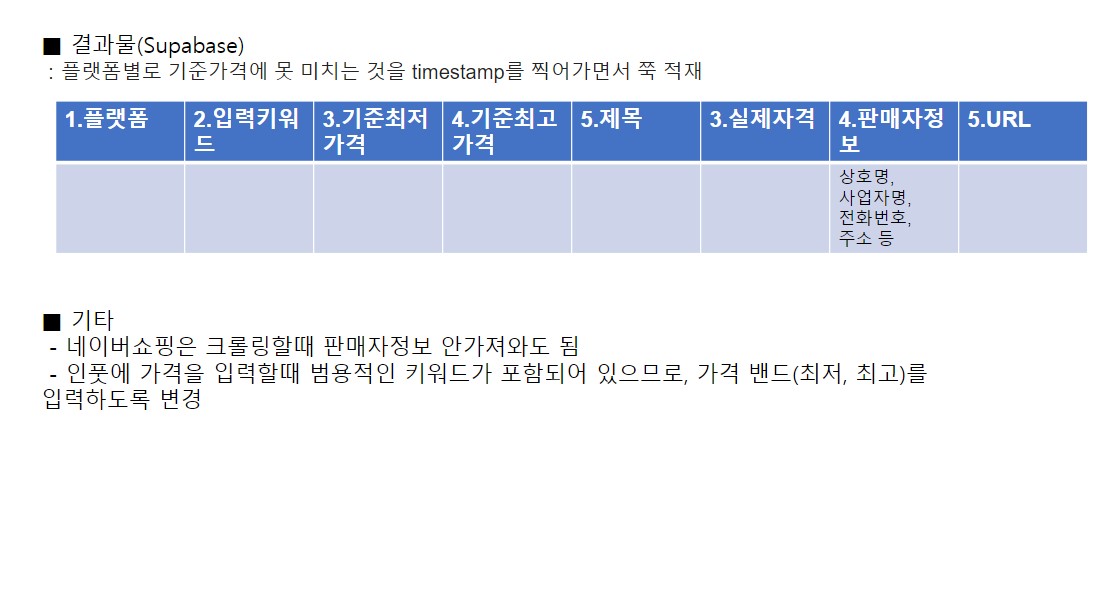 ■ 결과물(Supabase)
: 플랫폼별로 기준가격에 못 미치는 것을 timestamp를 찍어가면서 쭉 적재
1.플랫폼
2.입력키워
드
3.기준최저
가격
4.기준최고
가격
5.제목
3.실제자격
4.판매자정
보
5.URL
상호명,
사업자명,
전화번호,
주소 등
■ 기타
- 네이버쇼핑은 크롤링할때 판매자정보 안가져와도 됨
- 인풋에 가격을 입력할때 범용적인 키워드가 포함되어 있으므로, 가격 밴드(최저, 최고)를
입력하도록 변경